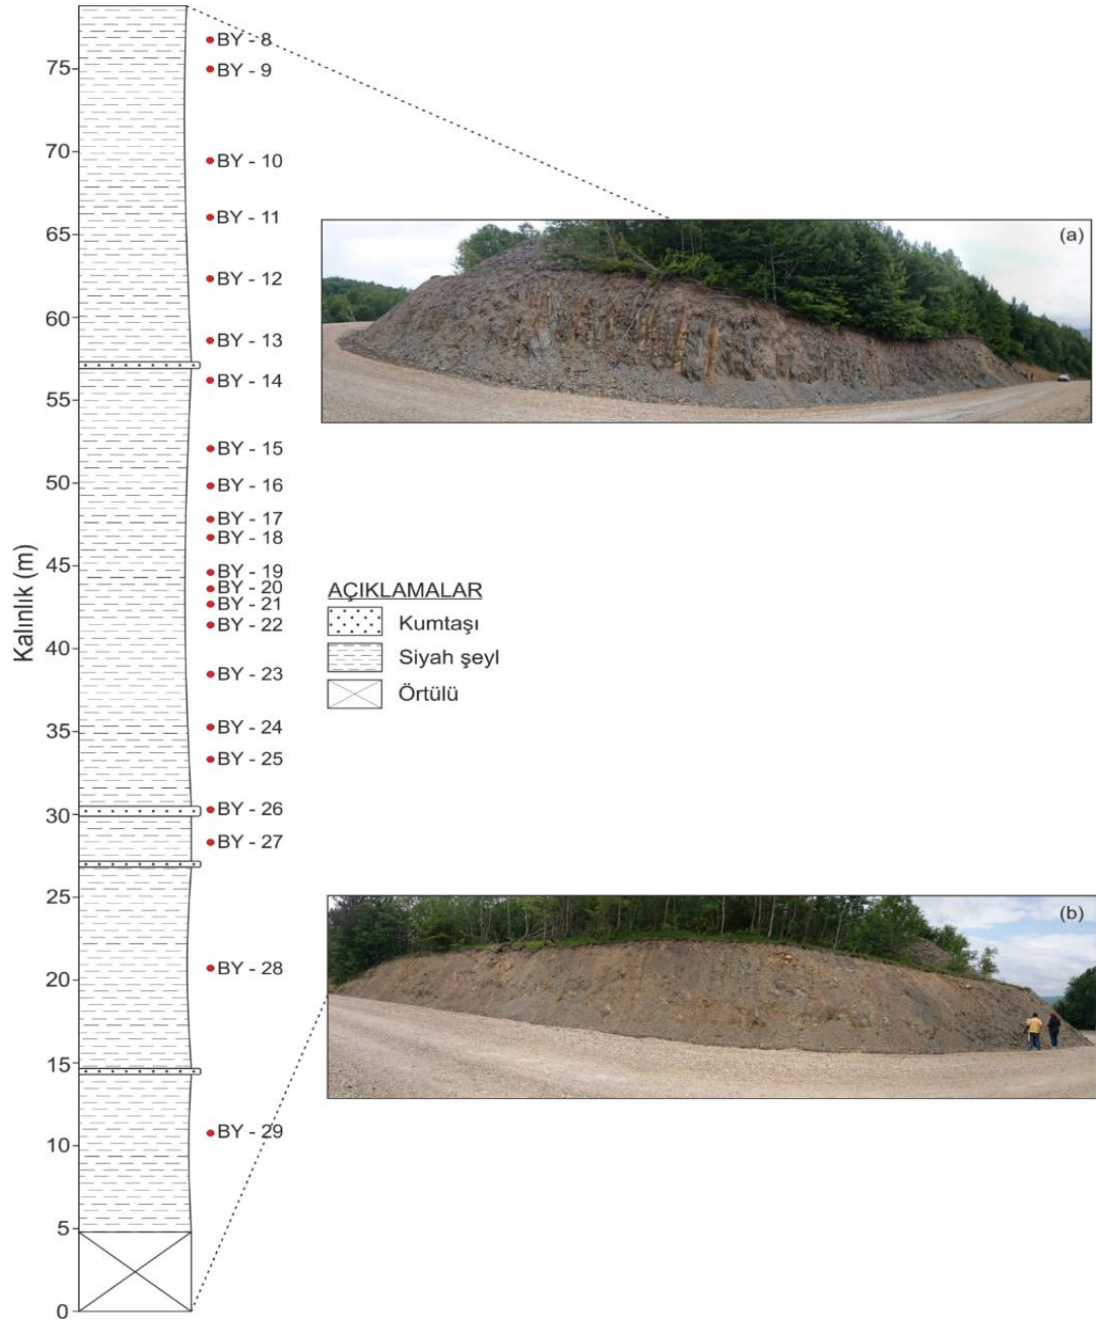 BY - 8
75
BY - 9
70
BY - 10
BY - 11
65
(a)
BY - 12
60
BY - 13
BY - 14
55
BY - 15
50
BY - 16
BY - 17
BY - 18
45
BY - 19
BY - 20
BY - 21
BY - 22
Kalınlık (m)
AÇIKLAMALAR
Kumtaşı
Siyah şeyl
Örtülü
40
BY - 23
35
BY - 24
BY - 25
30
BY - 26
BY - 27
25
(b)
20
BY - 28
15
BY - 29
10
5
0